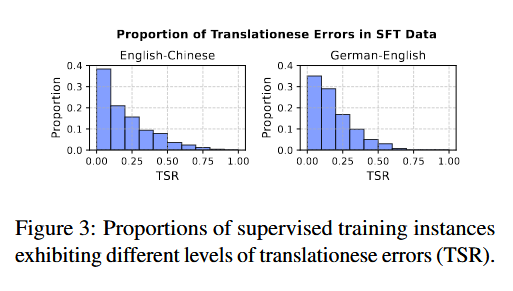 Proportion of Translationese Errors in SFT Data
English-Chinese
German-English
Proportion
0.4
0.3
0.2
0.1
0.0
0.00 0.25 0.50 0.75 1.00
TSR
Proportion
0.4
0.3
0.2
0.1
0.0
0.00 0.25 0.50 0.75 1.00
TSR
Figure 3: Proportions of supervised training instances
exhibiting different levels of translationese errors (TSR).